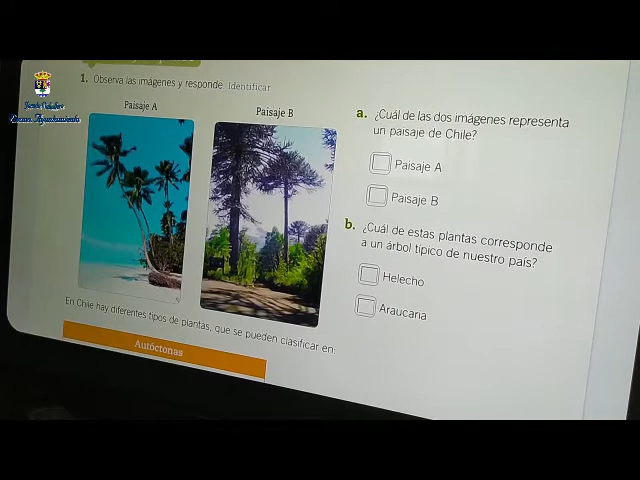 1. Observa las imágenes y responde. Identificar
Paisaje A
Paisaje B
a. ¿Cuál de las dos imágenes representa
un paisaje de Chile?
Paisaje A
Paisaje B
b. ¿Cuál de estas plantas corresponde
a un árbol típico de nuestro país?
Helecho
Araucaria
En Chile hay diferentes tipos de plantas, que se pueden clasificar en:
Autóctonas